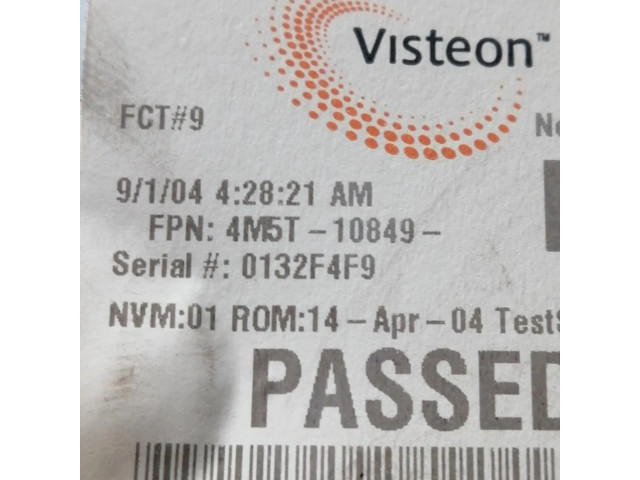 Visteon™
FCT#9
9/1/04 4:28:21 AM
FPN: 4M5T-10849-
Serial #: 0132F4F9
NVM:01 ROM:14-Apr-04 Test
PASSED